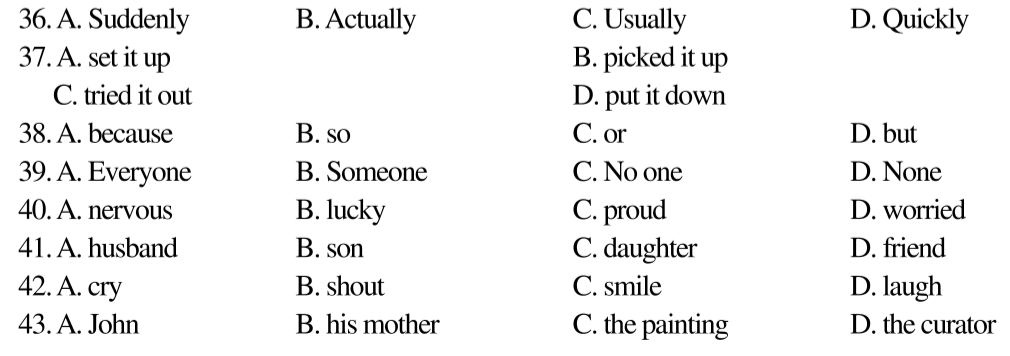 36. A. Suddenly B. Actually C. Usually D. Quickly
37. A. set it up B. picked it up
C. tried it out D. put it down
38. A. because B. so C. or D. but
39. A. Everyone B. Someone C. No one D. None
40. A. nervous B. lucky C. proud D. worried
41. A. husband B. son C. daughter D. friend
42. A. cry B. shout C. smile D. laugh
43. A. John B. his mother C. the painting D. the curator